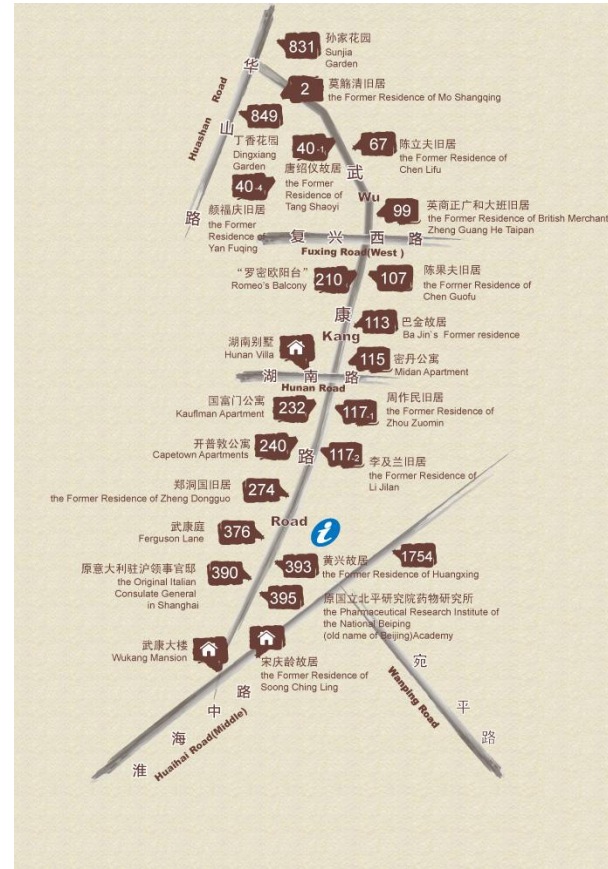 831
孙家花园
Sunjia
Garden
华
山
路
Huashan Road
2
莫觞清旧居
the Former Residence of Mo Shangqing
849
丁香花园
Dingxiang
Garden
40-1
唐绍仪故居
the Former
Residence of
Tang Shaoyi
武
Wu
67
陈立夫旧居
the Former Residence of
Chen Lifu
40-4
颜福庆旧居
the Former
Residence of
Yan Fuqing
99
英商正广和大班旧居
the Former Residence of British Merchant
Zheng Guang He Taipan
复兴西路
Fuxing Road(West )
“罗密欧阳台”
Romeo's Balcony
210
107
陈果夫旧居
the Former Residence of
Chen Guofu
康
Kang
113
巴金故居
Ba Jin`s Former residence
湖南别墅
Hunan Villa
115
密丹公寓
Midan Apartment
湖南路
Hunan Road
国富门公寓
Kauflman Apartment
232
117-1
周作民旧居
the Former Residence of
Zhou Zuomin
开普敦公寓
Capetown Apartments
240
路
117-2
李及兰旧居
the Former Residence of
Li Jilan
郑洞国旧居
the Former Residence of Zheng Dongguo
274
Road
i
武康庭
Ferguson Lane
376
原意大利驻沪领事官邸
the Original Italian
Consulate General
in Shanghai
390
393
黄兴故居
the Former Residence of Huangxing
1754
395
原国立北平研究院药物研究所
the Pharmaceutical Research Institute of
the National Beiping
(old name of Beijing)Academy
武康大楼
Wukang Mansion
宋庆龄故居
the Former Residence of
Soong Ching Ling
淮海中路
Huaihai Road(Middle)
宛平路
Wanping Road